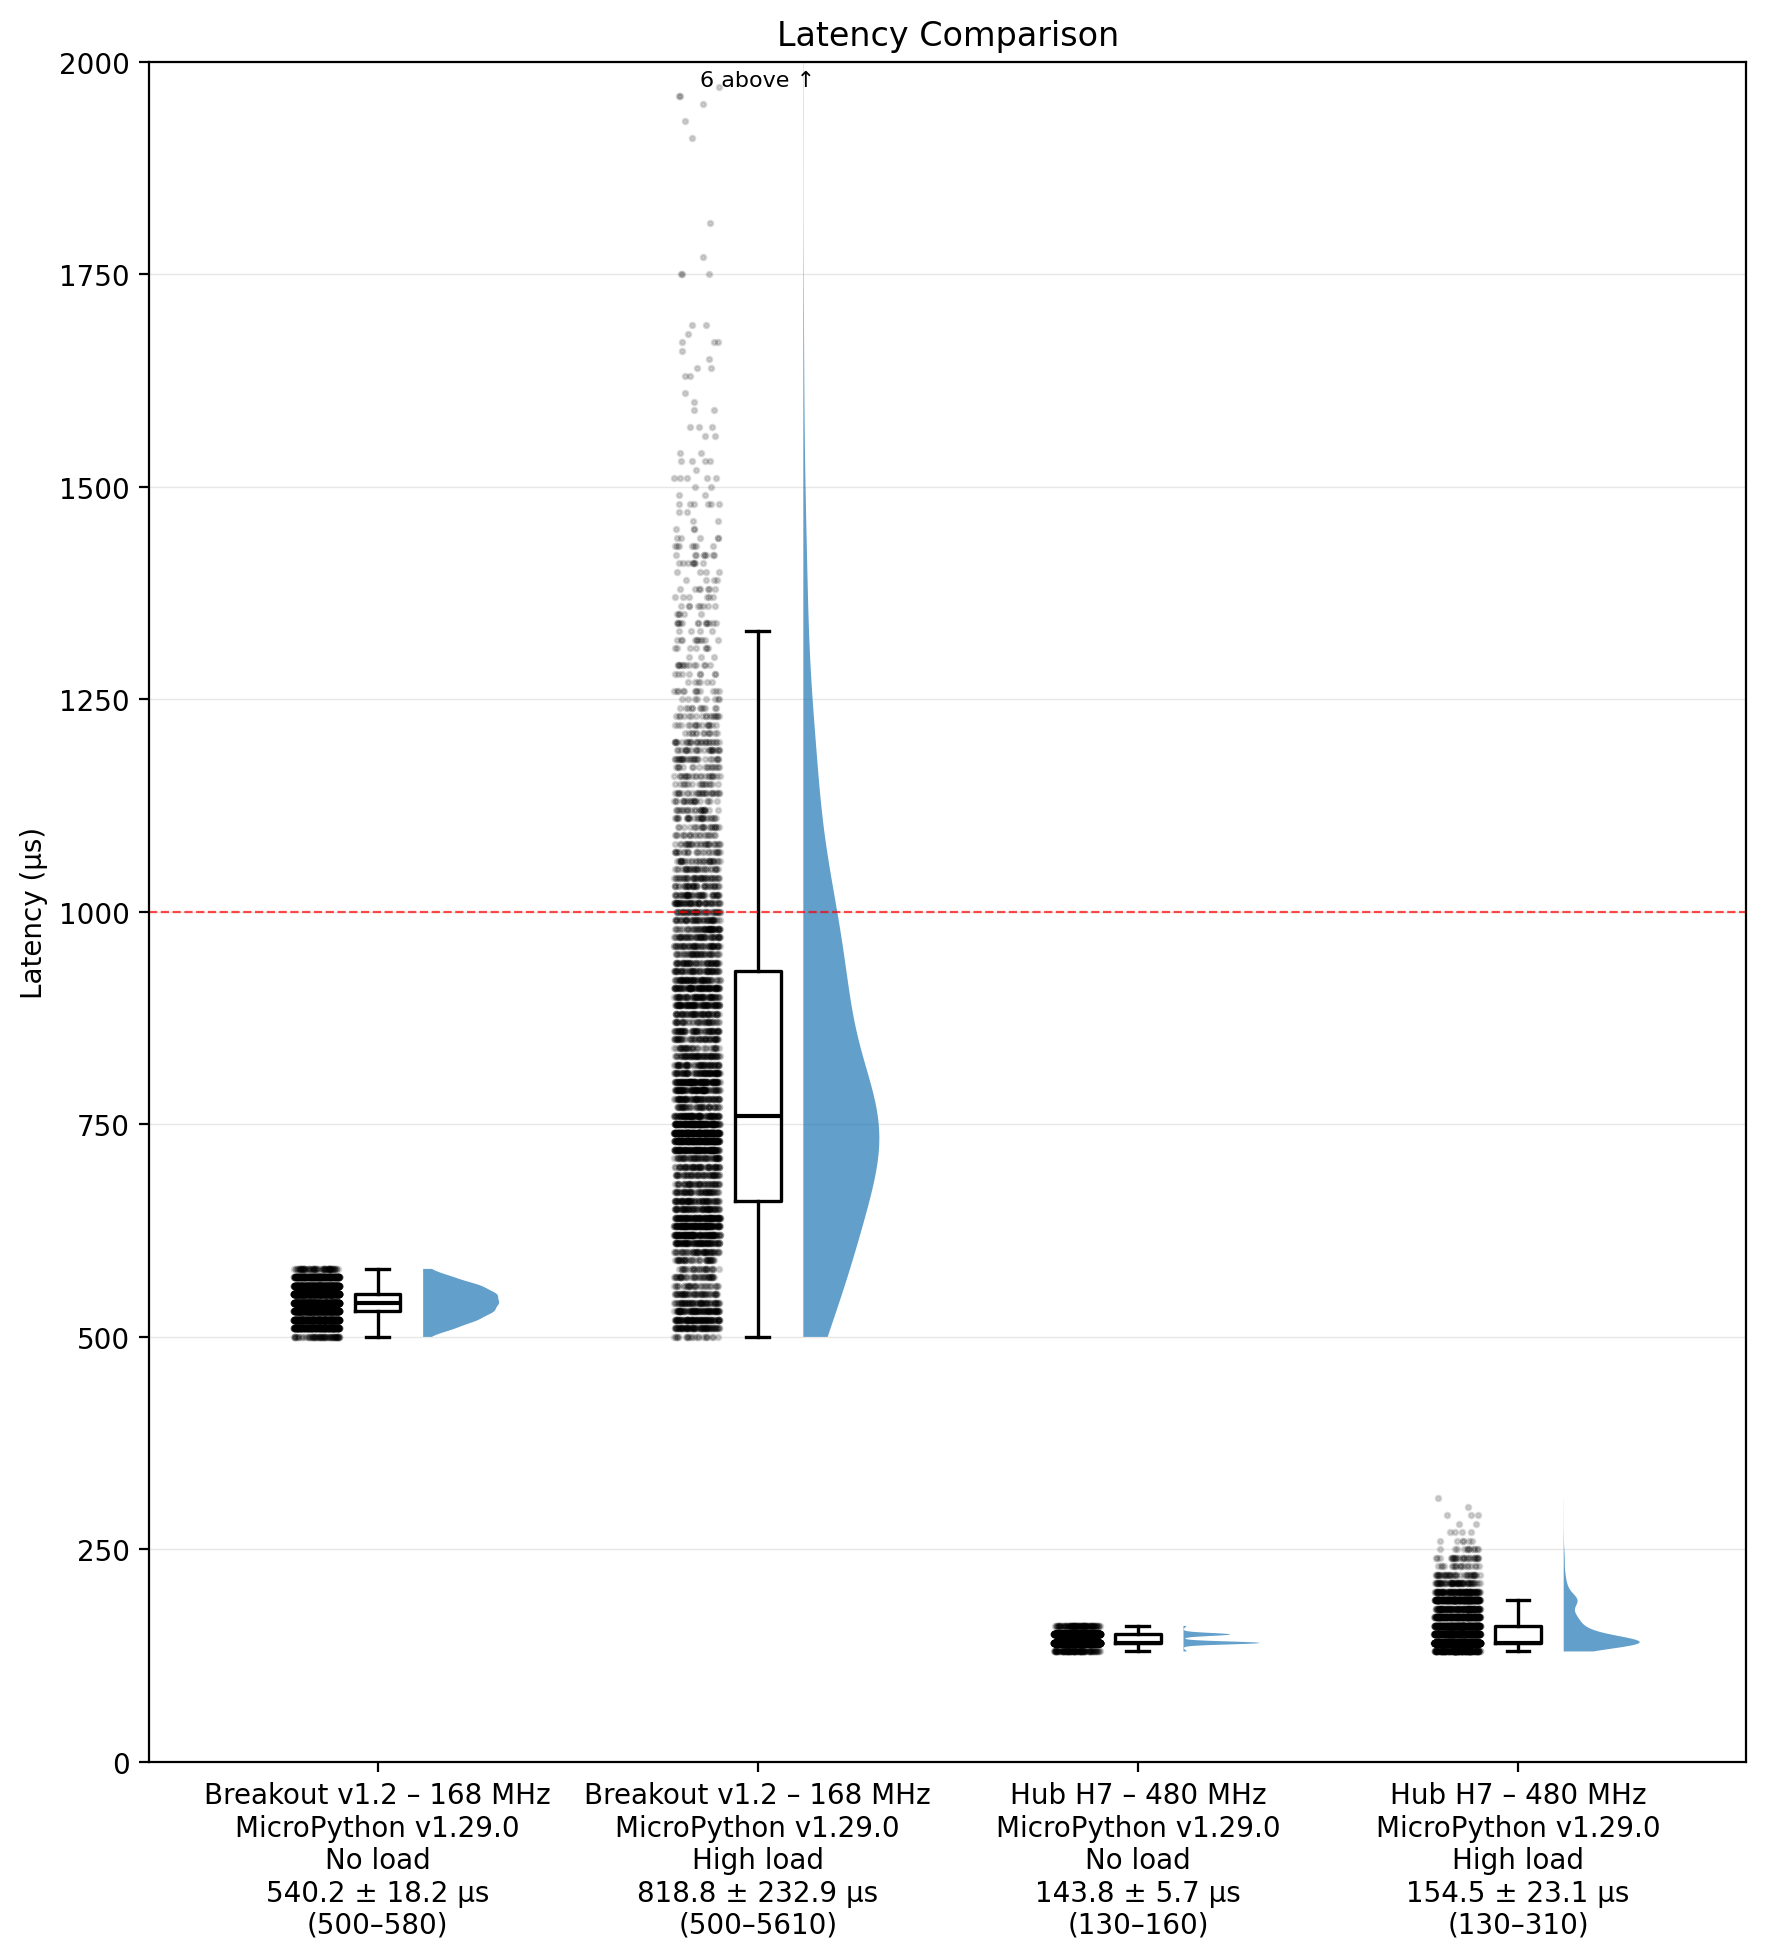 Latency Comparison
6 above ↑
2000
1750
1500
1250
1000
750
500
250
0
Latency (µs)
Breakout v1.2 – 168 MHz
MicroPython v1.29.0
No load
540.2 ± 18.2 µs
(500–580)
Breakout v1.2 – 168 MHz
MicroPython v1.29.0
High load
818.8 ± 232.9 µs
(500–5610)
Hub H7 – 480 MHz
MicroPython v1.29.0
No load
143.8 ± 5.7 µs
(130–160)
Hub H7 – 480 MHz
MicroPython v1.29.0
High load
154.5 ± 23.1 µs
(130–310)